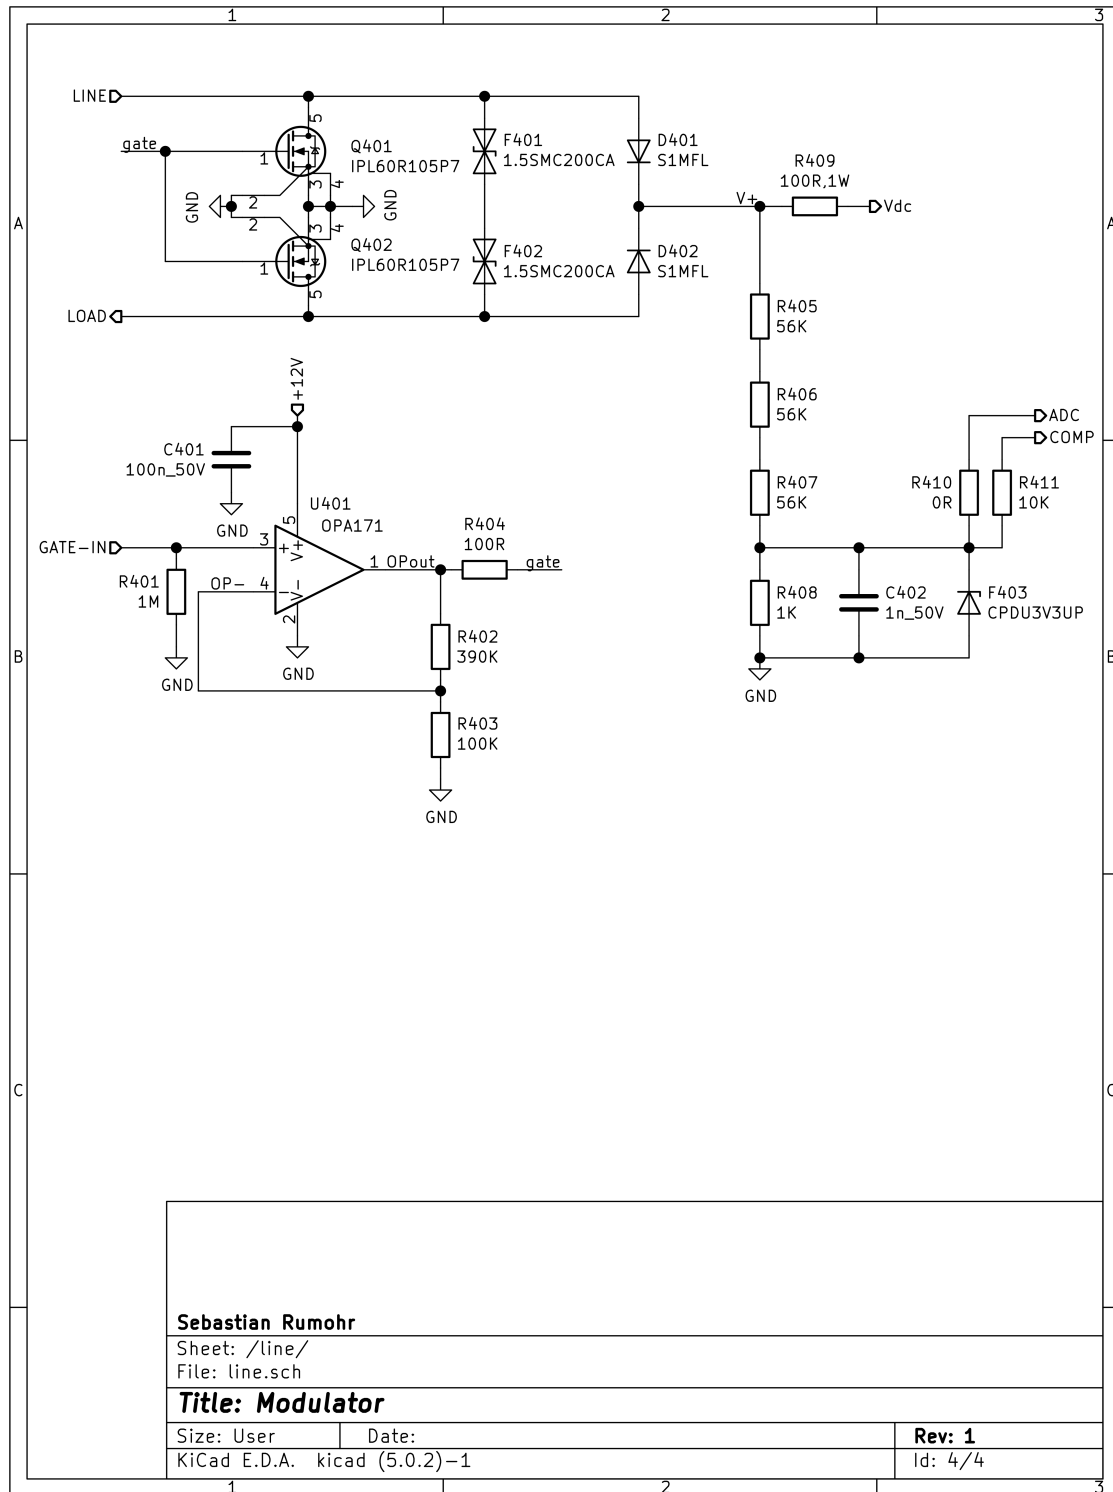 1 2 3
LINE
gate
5
1
Q401
IPL60R105P7
3 4
GND
2
2
GND
3 4
Q402
IPL60R105P7
1
5
LOAD
F401
1.5SMC200CA
F402
1.5SMC200CA
D401
S1MFL
D402
S1MFL
R409
100R,1W
V+
Vdc
A A
R405
56K
R406
56K
R407
56K
ADC
COMP
R410
0R
R411
10K
R408
1K
C402
1n_50V
F403
CPDU3V3UP
GND
+12V
C401
100n_50V
GND
U401
OPA171
5
V+
GATE-IN
3 +
R401
1M
GND
OP- 4 -
V-
2
GND
1 OPout
R404
100R
gate
R402
390K
R403
100K
GND
B B
C C
Sebastian Rumohr
Sheet: /line/
File: line.sch
Title: Modulator
Size: User Date: Rev: 1
KiCad E.D.A. kicad (5.0.2)-1 Id: 4/4
1 2 3